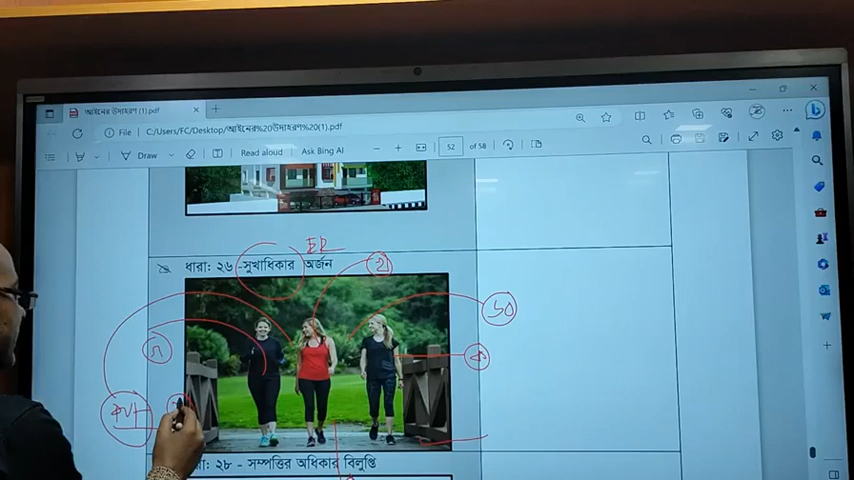 আইনের উদাহরণ (1).pdf
File C:/Users/FC/Desktop/আইনের%20উদাহরণ%20(1).pdf
Draw Read aloud Ask Bing AI 52 of 58
ধারা: ২৬ -সুখাধিকার অর্জন
খ
১০
গ
ক
ধারা: ২৮ - সম্পত্তির অধিকার বিলুপ্তি